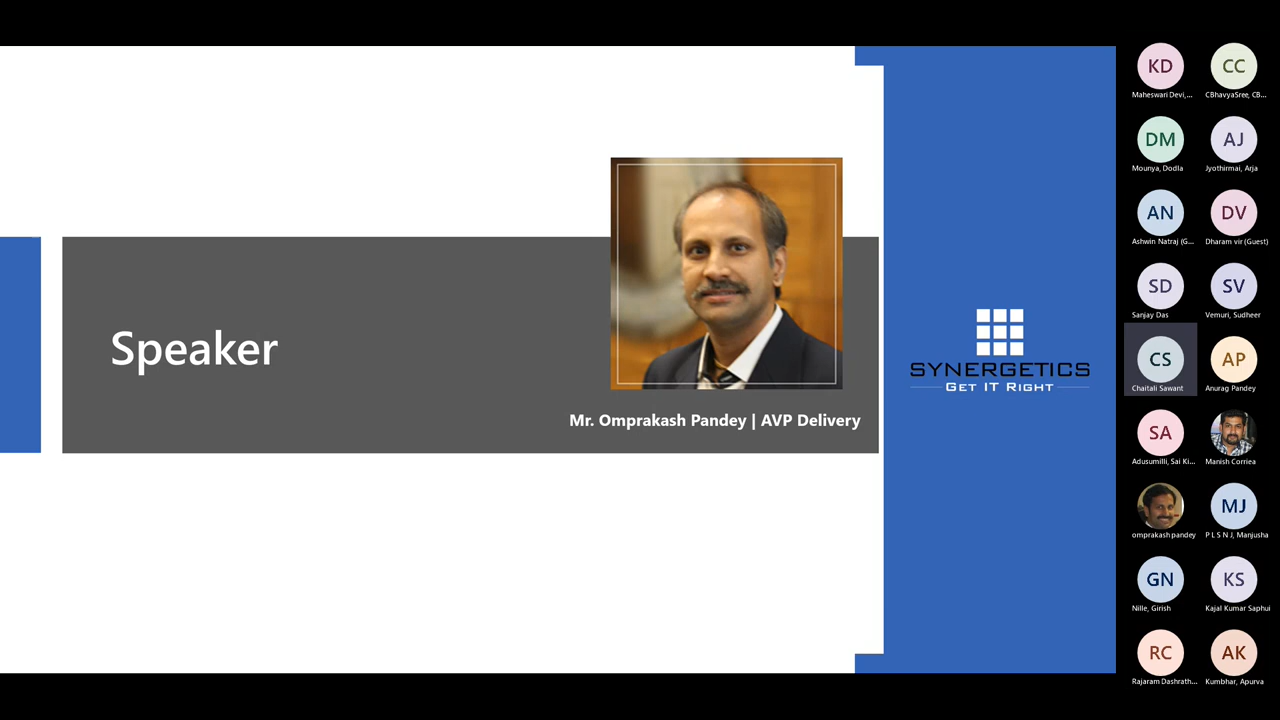 Speaker
Mr. Omprakash Pandey | AVP Delivery
SYNERGETICS
GET IT RIGHT
KD
CC
Maheswari Devi,...
CBhavyaSree, CB...
DM
AJ
Mounya, Dodla
Jyothirmai, Arja
AN
DV
Ashwin Natraj (G...
Dharam vir (Guest)
SD
SV
Sanjay Das
Vemuri, Sudheer
CS
AP
Chaitali Sawant
Anurag Pandey
SA
Adusumilli, Sai Ki...
Manish Corriea
MJ
omprakash pandey
P L S N J, Manjusha
GN
KS
Nille, Girish
Kajal Kumar Saphui
RC
AK
Rajaram Dashrath...
Kumbhar, Apurva